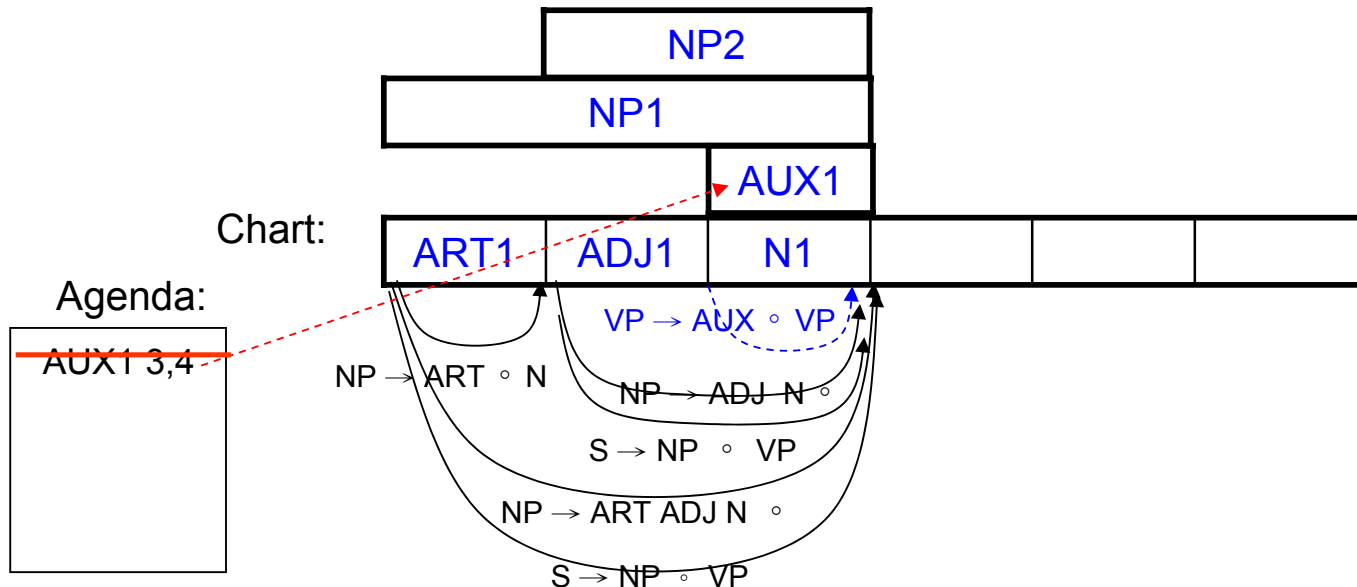 NP2
NP1
AUX1
Chart:
ART1 ADJ1 N1
Agenda:
AUX1 3,4
VP → AUX ∘ VP
NP → ART ∘ N
NP → ADJ N ∘
S → NP ∘ VP
NP → ART ADJ N ∘
S → NP ∘ VP